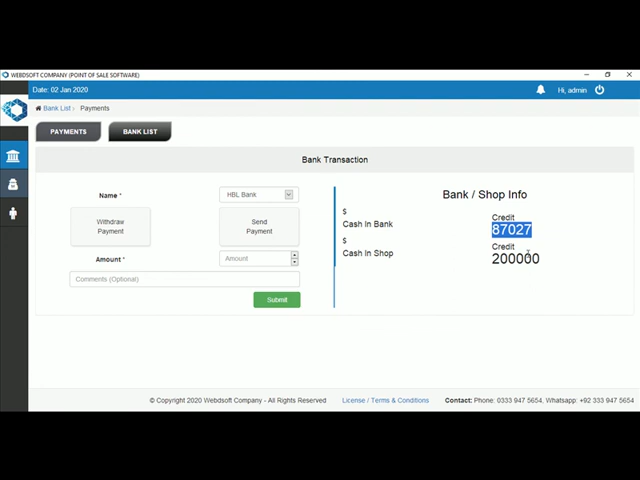 WEBDSOFT COMPANY (POINT OF SALE SOFTWARE)
Date: 02 Jan 2020
Hi, admin
Bank List > Payments
PAYMENTS
BANK LIST
Bank Transaction
Name *
HBL Bank
Withdraw
Payment
Send
Payment
Amount *
Amount
Comments (Optional)
Submit
Bank / Shop Info
$
Cash In Bank
Credit
87027
$
Cash In Shop
Credit
200000
© Copyright 2020 Webdsoft Company - All Rights Reserved
License / Terms & Conditions
Contact: Phone: 0333 947 5654. Whatsapp: +92 333 947 5654